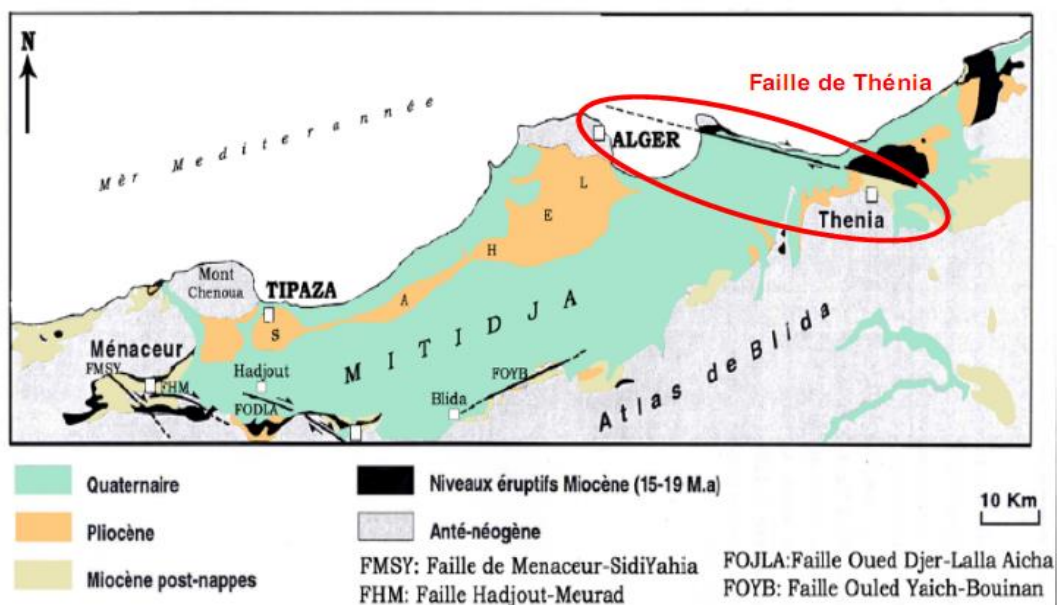 N
Faille de Thénia
Mèr Mediterannée
ALGER
L
E
Thenia
H
Mont
Chenoua
TIPAZA
A
S
MITIDJA
Ménaceur
FMSY
Hadjout
FOYB
FHM
Atlas de Blida
FODLA
Blida
Quaternaire
Niveaux éruptifs Miocène (15-19 M.a)
10 Km
Pliocène
Anté-néogène
Miocène post-nappes
FMSY: Faille de Menaceur-SidiYahia
FOJLA:Faille Oued Djer-Lalla Aicha
FHM: Faille Hadjout-Meurad
FOYB: Faille Ouled Yaich-Bouinan